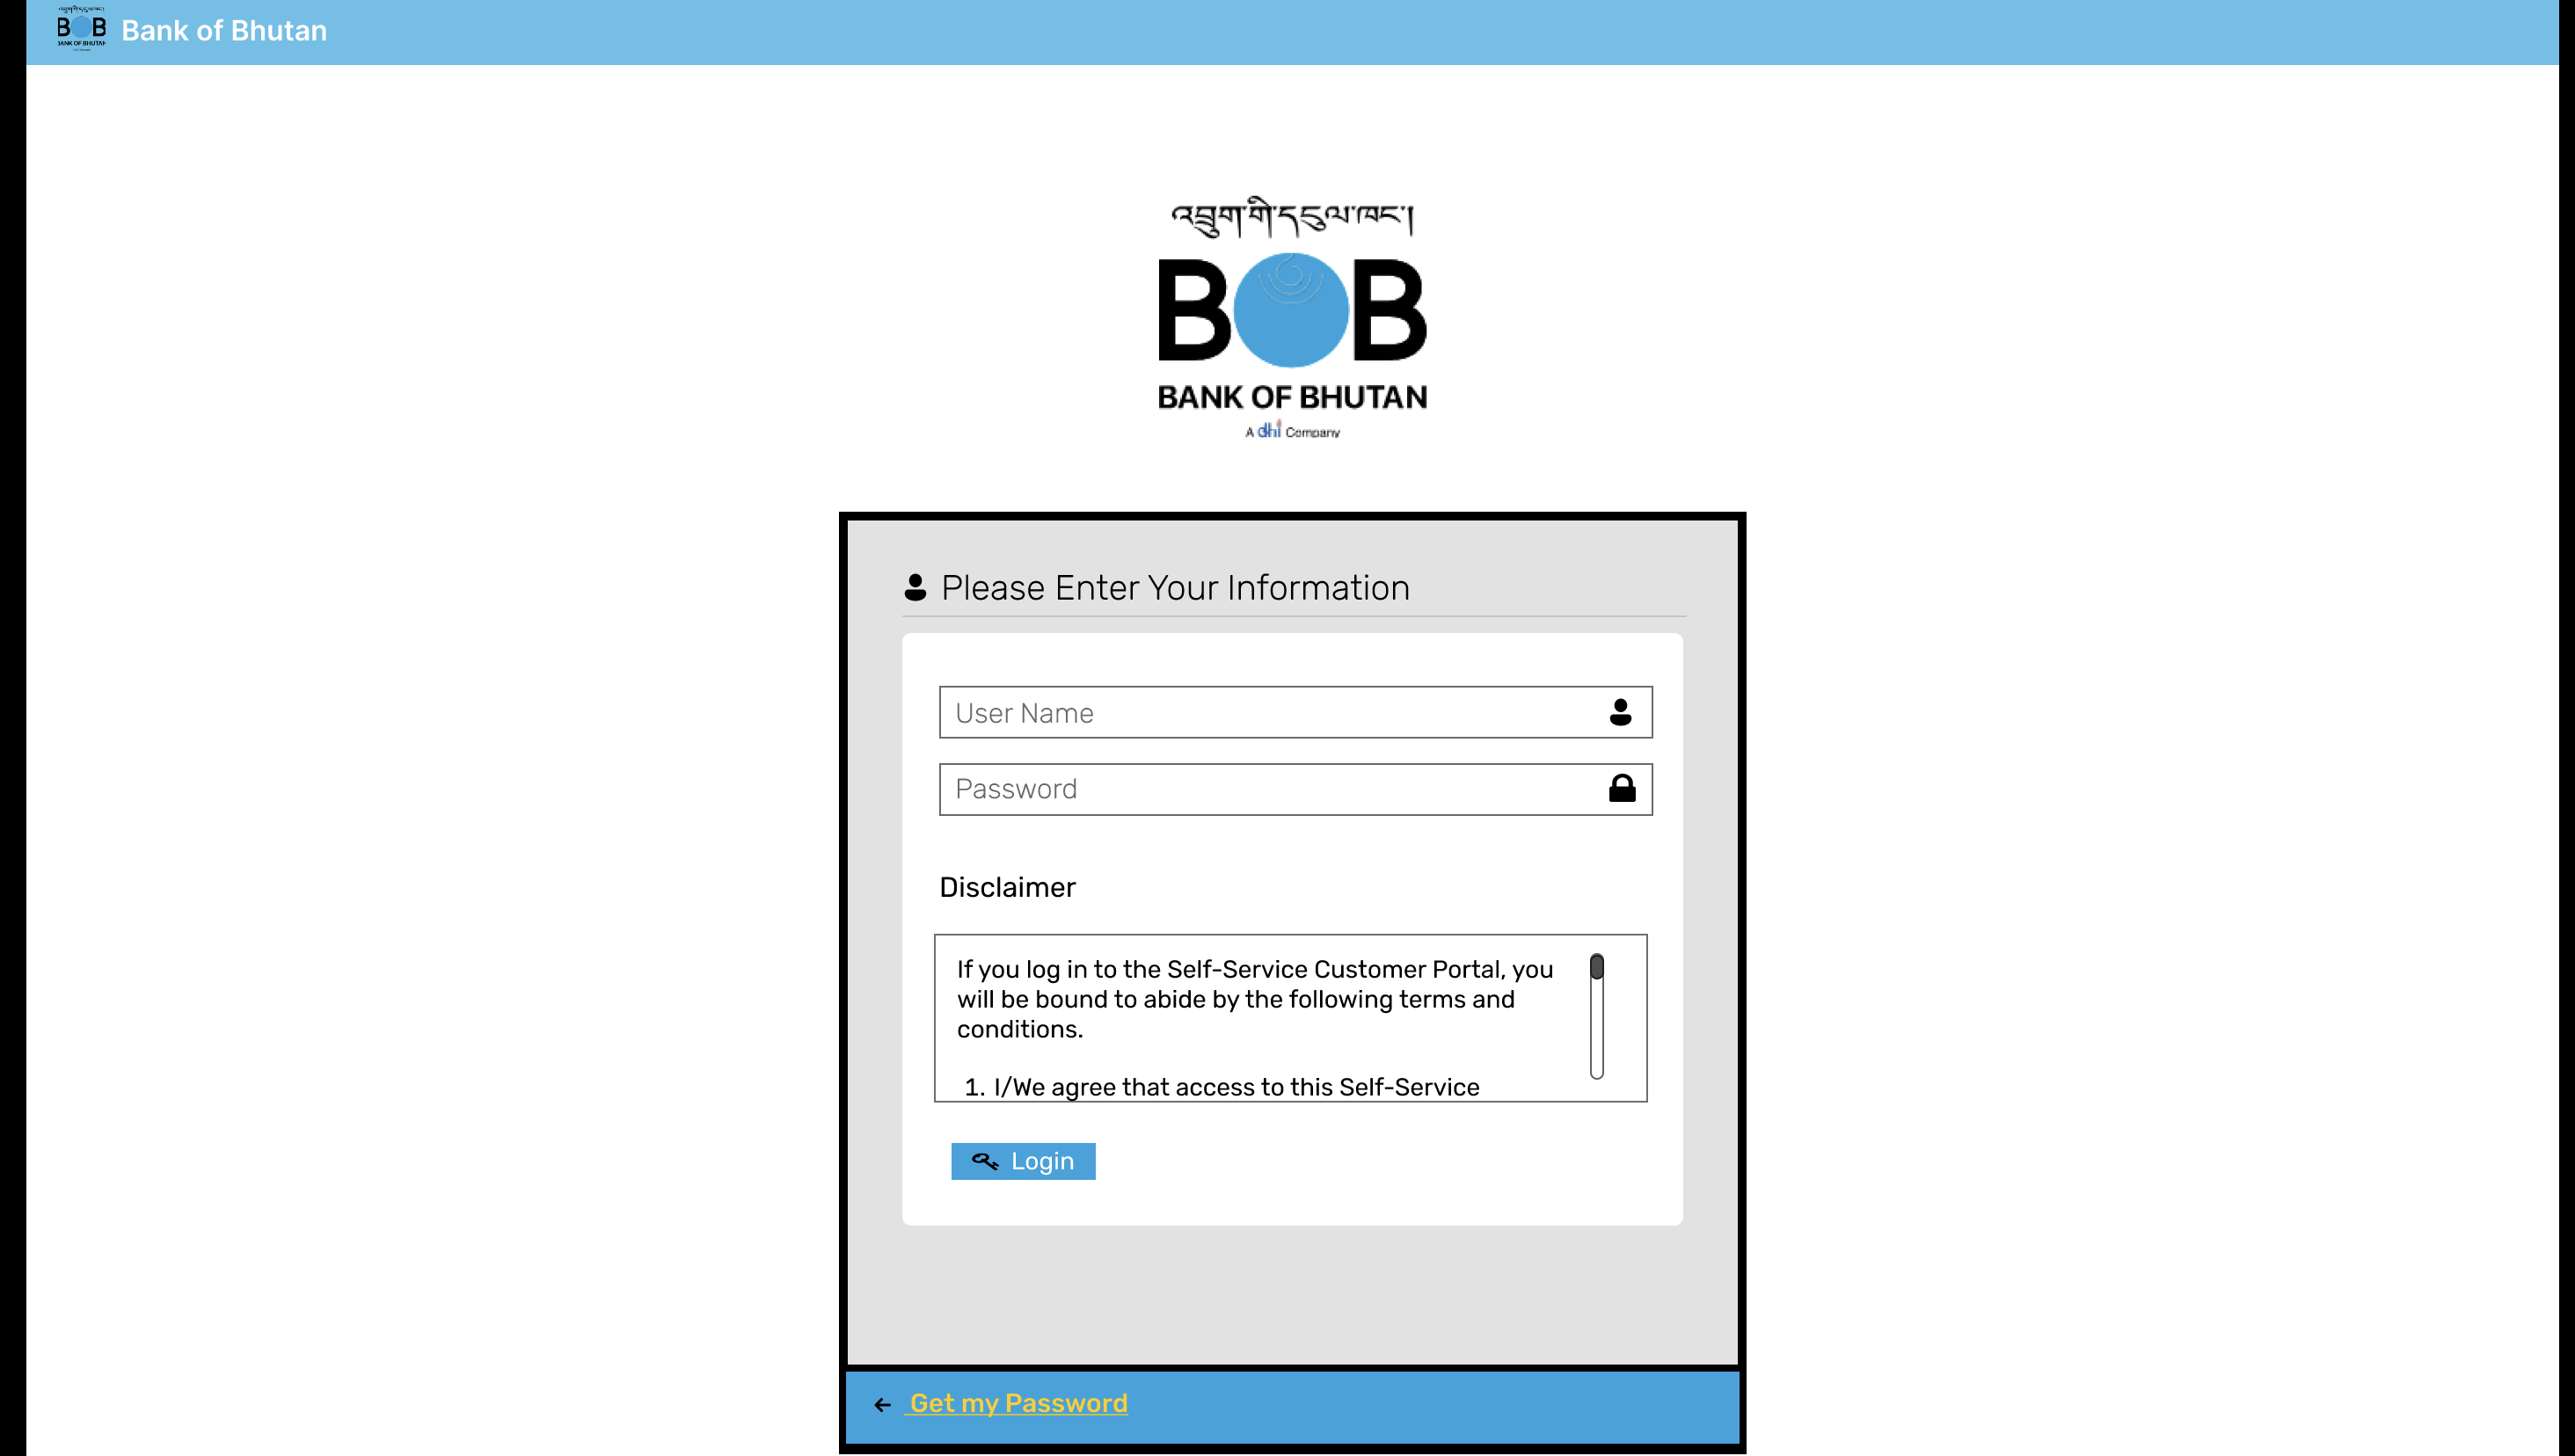 Bank of Bhutan
འབྲུག་གི་དངུལ་ཁང་།
BOB
BANK OF BHUTAN
A dhi Company
Please Enter Your Information
User Name
Password
Disclaimer
If you log in to the Self-Service Customer Portal, you
will be bound to abide by the following terms and
conditions.
1. I/We agree that access to this Self-Service
Login
Get my Password